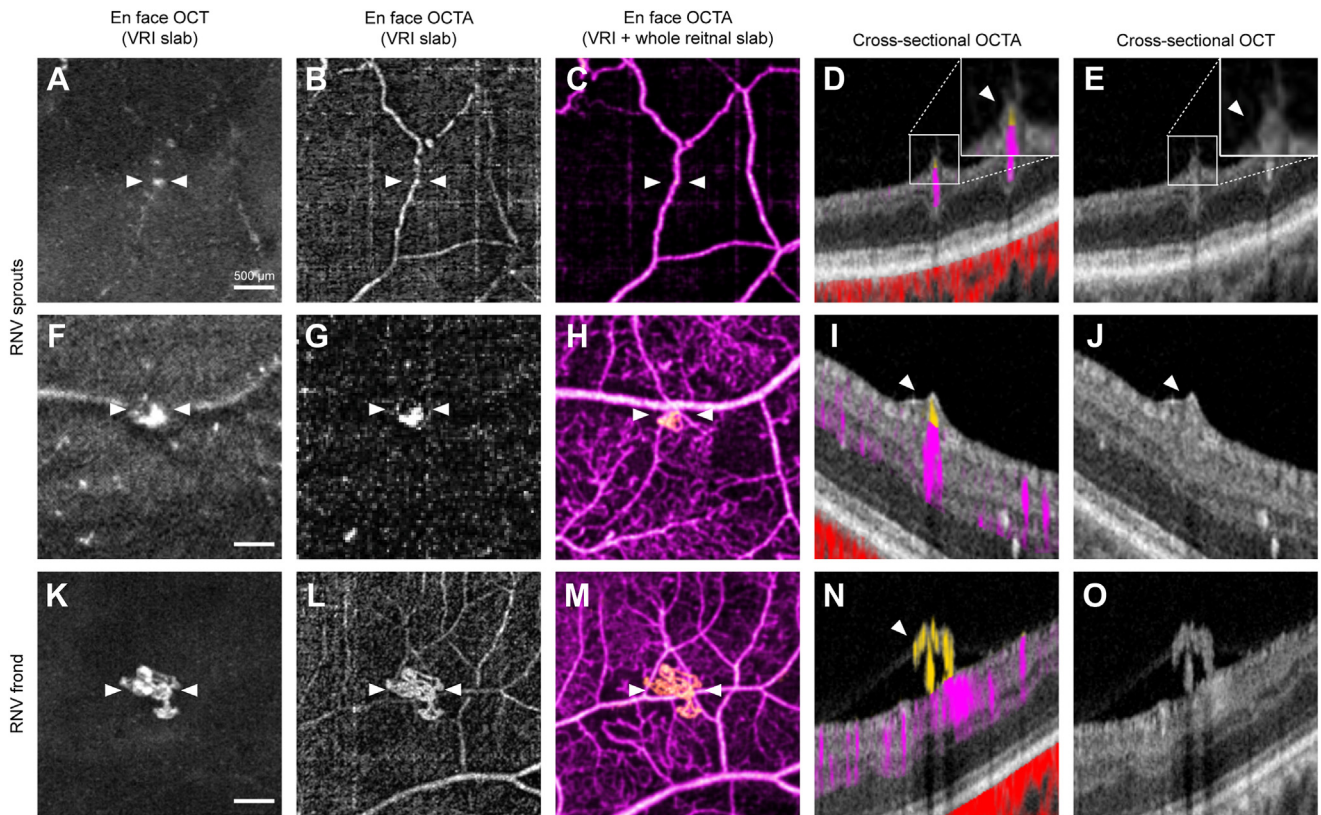 En face OCT
(VRI slab)
En face OCTA
(VRI slab)
En face OCTA
(VRI + whole reitnal slab)
Cross-sectional OCTA
Cross-sectional OCT
RNV sprouts
A
B
C
D
E
500 μm
F
G
H
I
J
RNV frond
K
L
M
N
O